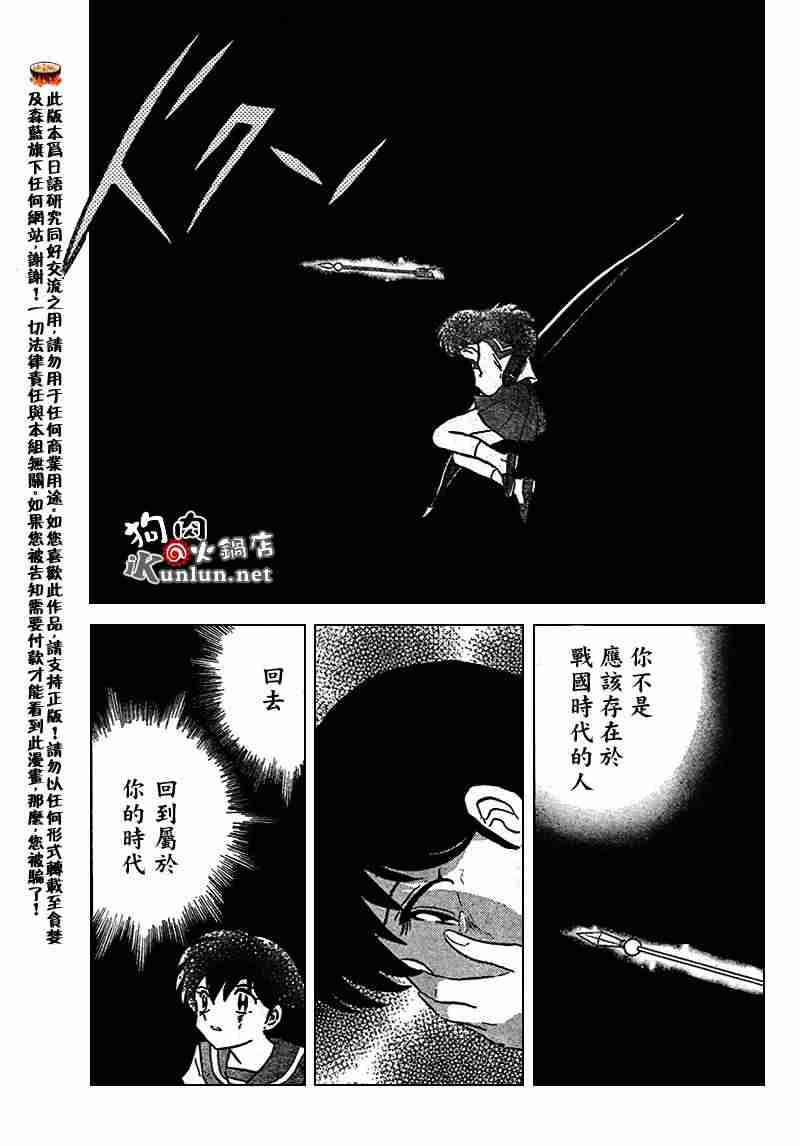 ドクン
狗肉
@火鍋店
iKunlun.net
你不是
應該存在於
戰國時代的人
回去
回到屬於
你的時代
此版本爲日語研究同好交流之用，請勿用于任何商業用途。如您喜歡此作品，請支持正版！請勿以任何形式轉載至貪婪
及森藍旗下任何網站，謝謝！一切法律責任與本組無關。如果您被告知需要付款才能看到此漫畫，那麽，您被騙了！